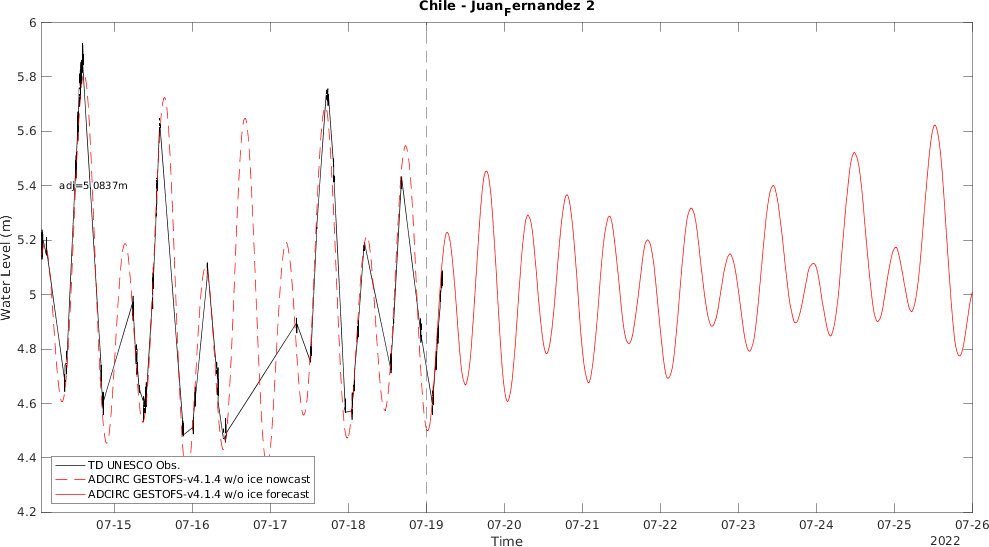 Chile - Juan_Fernandez 2
6
5.8
5.6
5.4
5.2
5
4.8
4.6
4.4
4.2
Water Level (m)
adj=5.0837m
TD UNESCO Obs.
ADCIRC GESTOFS-v4.1.4 w/o ice nowcast
ADCIRC GESTOFS-v4.1.4 w/o ice forecast
07-15 07-16 07-17 07-18 07-19 07-20 07-21 07-22 07-23 07-24 07-25 07-26
Time
2022